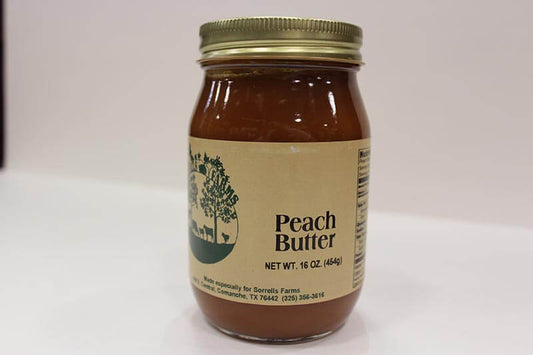 Peach
Butter
NET WT. 16 OZ. (454g)
Made especially for Sorrells Farms
Central, Comanche, TX 76442 (325) 356-3616